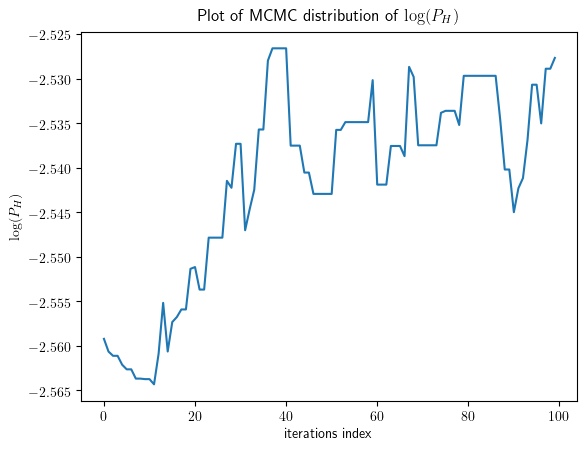 Plot of MCMC distribution of log(P_H)
−2.525
−2.530
−2.535
−2.540
−2.545
−2.550
−2.555
−2.560
−2.565
log(P_H)
0 20 40 60 80 100
iterations index